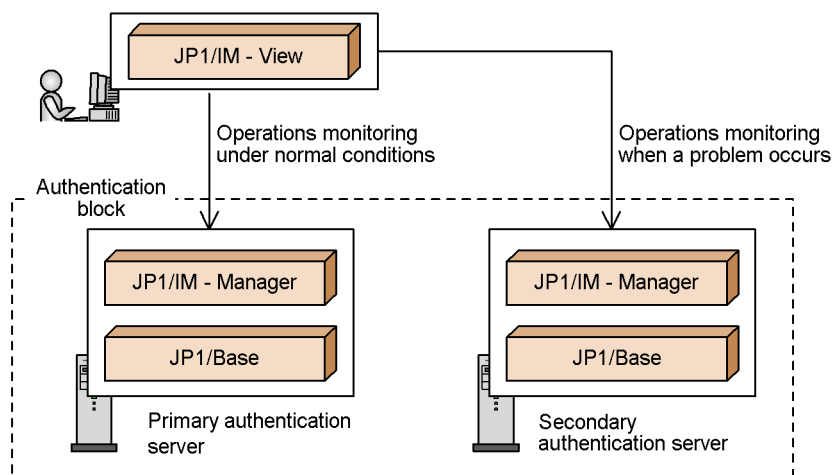 JP1/IM - View
Operations monitoring
under normal conditions
Operations monitoring
when a problem occurs
Authentication
block
JP1/IM - Manager
JP1/Base
Primary authentication
server
JP1/IM - Manager
JP1/Base
Secondary
authentication server